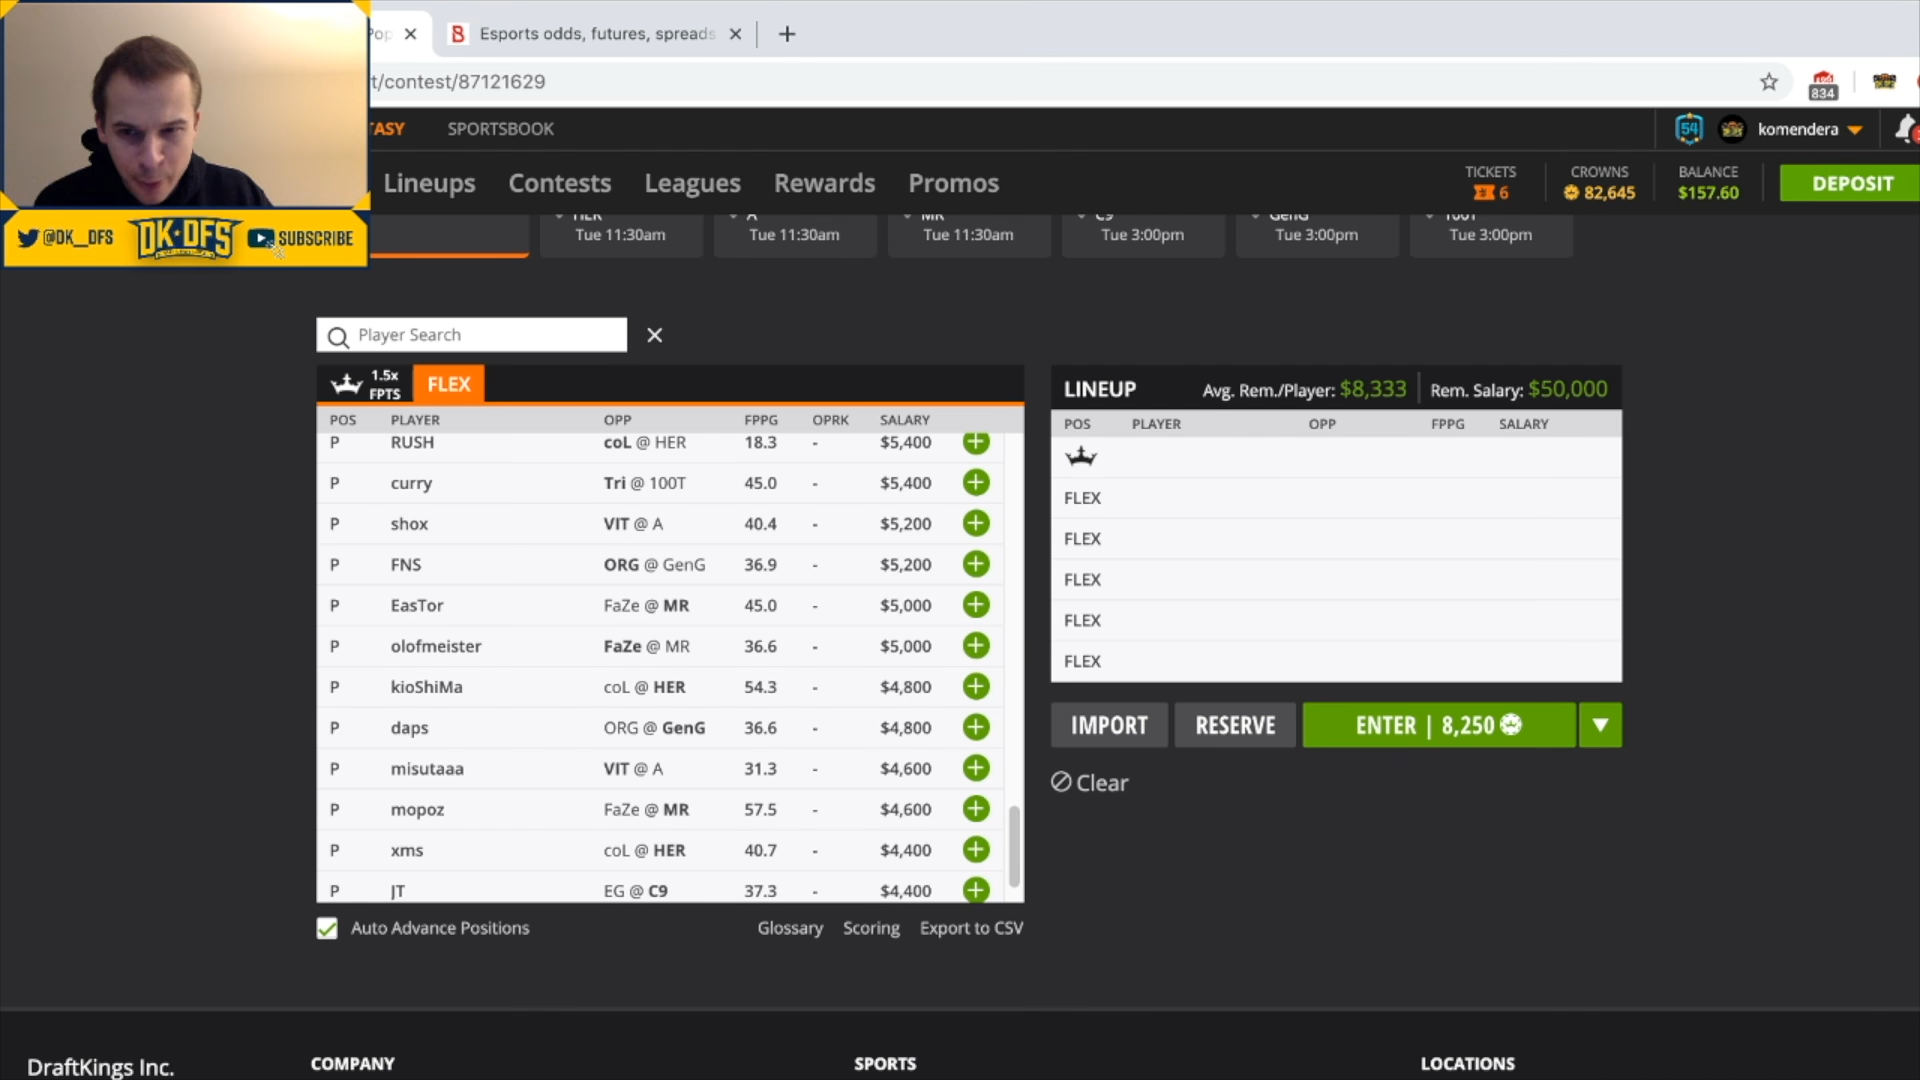 Pop
Esports odds, futures, spreads
t/contest/87121629
834
TASY
SPORTSBOOK
54
komendera
Lineups
Contests
Leagues
Rewards
Promos
TICKETS
6
CROWNS
82,645
BALANCE
$157.60
DEPOSIT
@DK__DFS
DK★DFS
SUBSCRIBE
HER
A
MR
C9
GenG
100T
Tue 11:30am
Tue 11:30am
Tue 11:30am
Tue 3:00pm
Tue 3:00pm
Tue 3:00pm
Player Search
1.5x
FPTS
FLEX
POS PLAYER OPP FPPG OPRK SALARY
P RUSH coL @ HER 18.3 - $5,400
P curry Tri @ 100T 45.0 - $5,400
P shox VIT @ A 40.4 - $5,200
P FNS ORG @ GenG 36.9 - $5,200
P EasTor FaZe @ MR 45.0 - $5,000
P olofmeister FaZe @ MR 36.6 - $5,000
P kioShiMa coL @ HER 54.3 - $4,800
P daps ORG @ GenG 36.6 - $4,800
P misutaaa VIT @ A 31.3 - $4,600
P mopoz FaZe @ MR 57.5 - $4,600
P xms coL @ HER 40.7 - $4,400
P JT EG @ C9 37.3 - $4,400
Auto Advance Positions
Glossary
Scoring
Export to CSV
LINEUP
Avg. Rem./Player: $8,333
Rem. Salary: $50,000
POS PLAYER OPP FPPG SALARY
FLEX
FLEX
FLEX
FLEX
FLEX
IMPORT
RESERVE
ENTER | 8,250
Clear
DraftKings Inc.
COMPANY
SPORTS
LOCATIONS